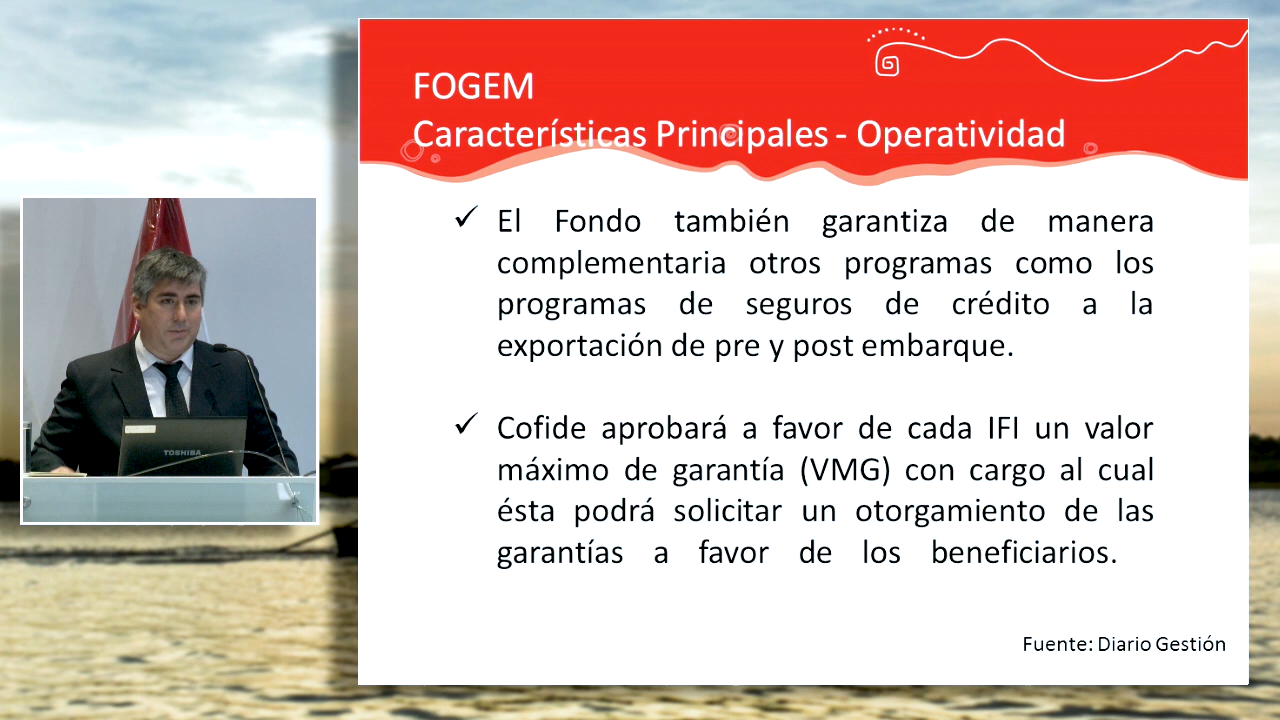 FOGEM
Características Principales - Operatividad
✓ El Fondo también garantiza de manera
complementaria otros programas como los
programas de seguros de crédito a la
exportación de pre y post embarque.
✓ Cofide aprobará a favor de cada IFI un valor
máximo de garantía (VMG) con cargo al cual
ésta podrá solicitar un otorgamiento de las
garantías a favor de los beneficiarios.
Fuente: Diario Gestión
TOSHIBA